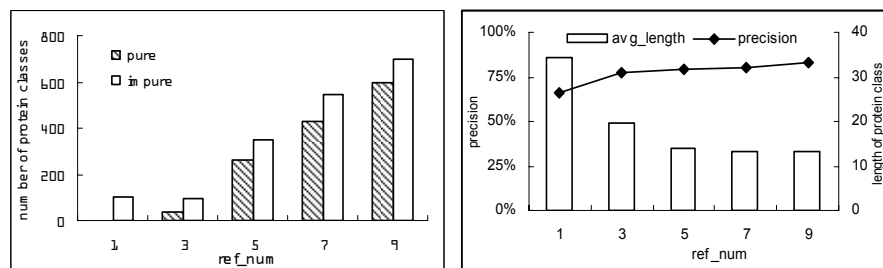 800
600
400
200
0
number of protein classes
pure
impure
1 3 5 7 9
ref_num
100%
75%
50%
25%
0%
precision
avg_length precision
40
30
20
10
0
length of protein class
1 3 5 7 9
ref_num